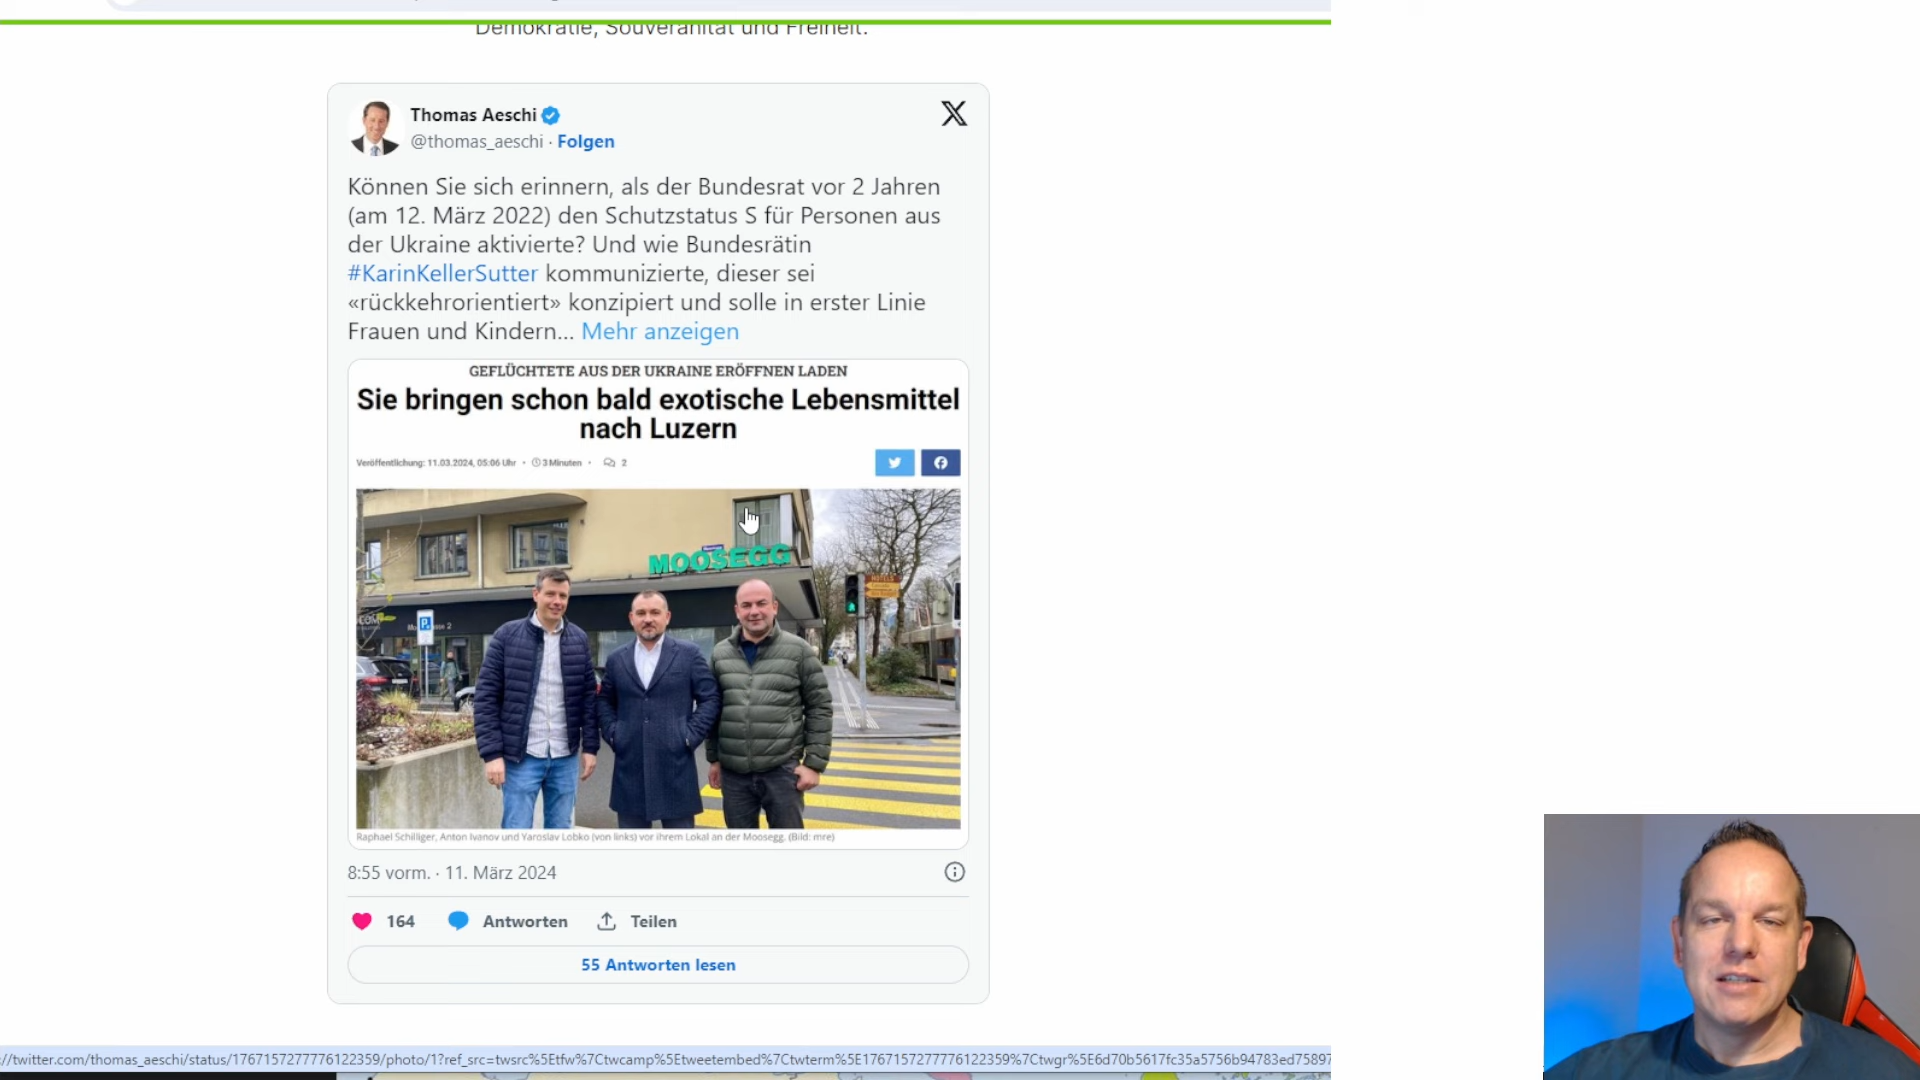 Demokratie, Souveränität und Freiheit.
Thomas Aeschi
@thomas_aeschi · Folgen
Können Sie sich erinnern, als der Bundesrat vor 2 Jahren
(am 12. März 2022) den Schutzstatus S für Personen aus
der Ukraine aktivierte? Und wie Bundesrätin
#KarinKellerSutter kommunizierte, dieser sei
«rückkehrorientiert» konzipiert und solle in erster Linie
Frauen und Kindern... Mehr anzeigen
GEFLÜCHTETE AUS DER UKRAINE ERÖFFNEN LADEN
Sie bringen schon bald exotische Lebensmittel
nach Luzern
Veröffentlichung: 11.03.2024, 05:06 Uhr • 3 Minuten • 2
MOOSEGG
HOTELS
P
Raphael Schilliger, Anton Ivanov und Yaroslav Lobko (von links) vor ihrem Lokal an der Moosegg. (Bild: mre)
8:55 vorm. · 11. März 2024
164 Antworten Teilen
55 Antworten lesen
://twitter.com/thomas_aeschi/status/1767157277776122359/photo/1?ref_src=twsrc%5Etfw%7Ctwcamp%5Etweetembed%7Ctwterm%5E1767157277776122359%7Ctwgr%5E6d70b5617fc35a5756b94783ed75897